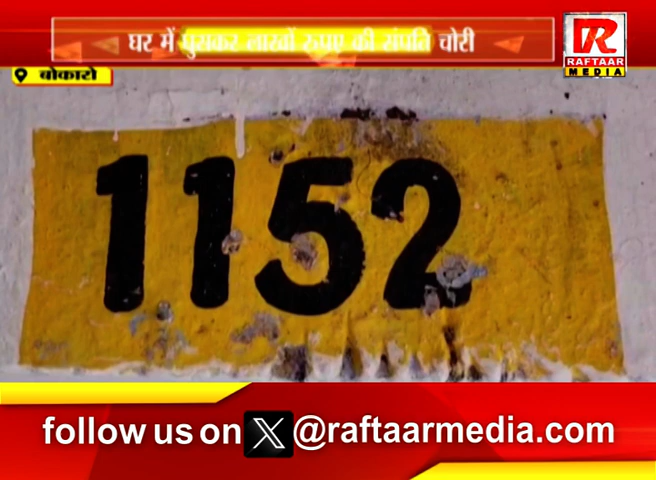 घर में घुसकर लाखों रुपए की संपति चोरी
R
RAFTAAR
MEDIA
बोकारो
1152
follow us on X @raftaarmedia.com